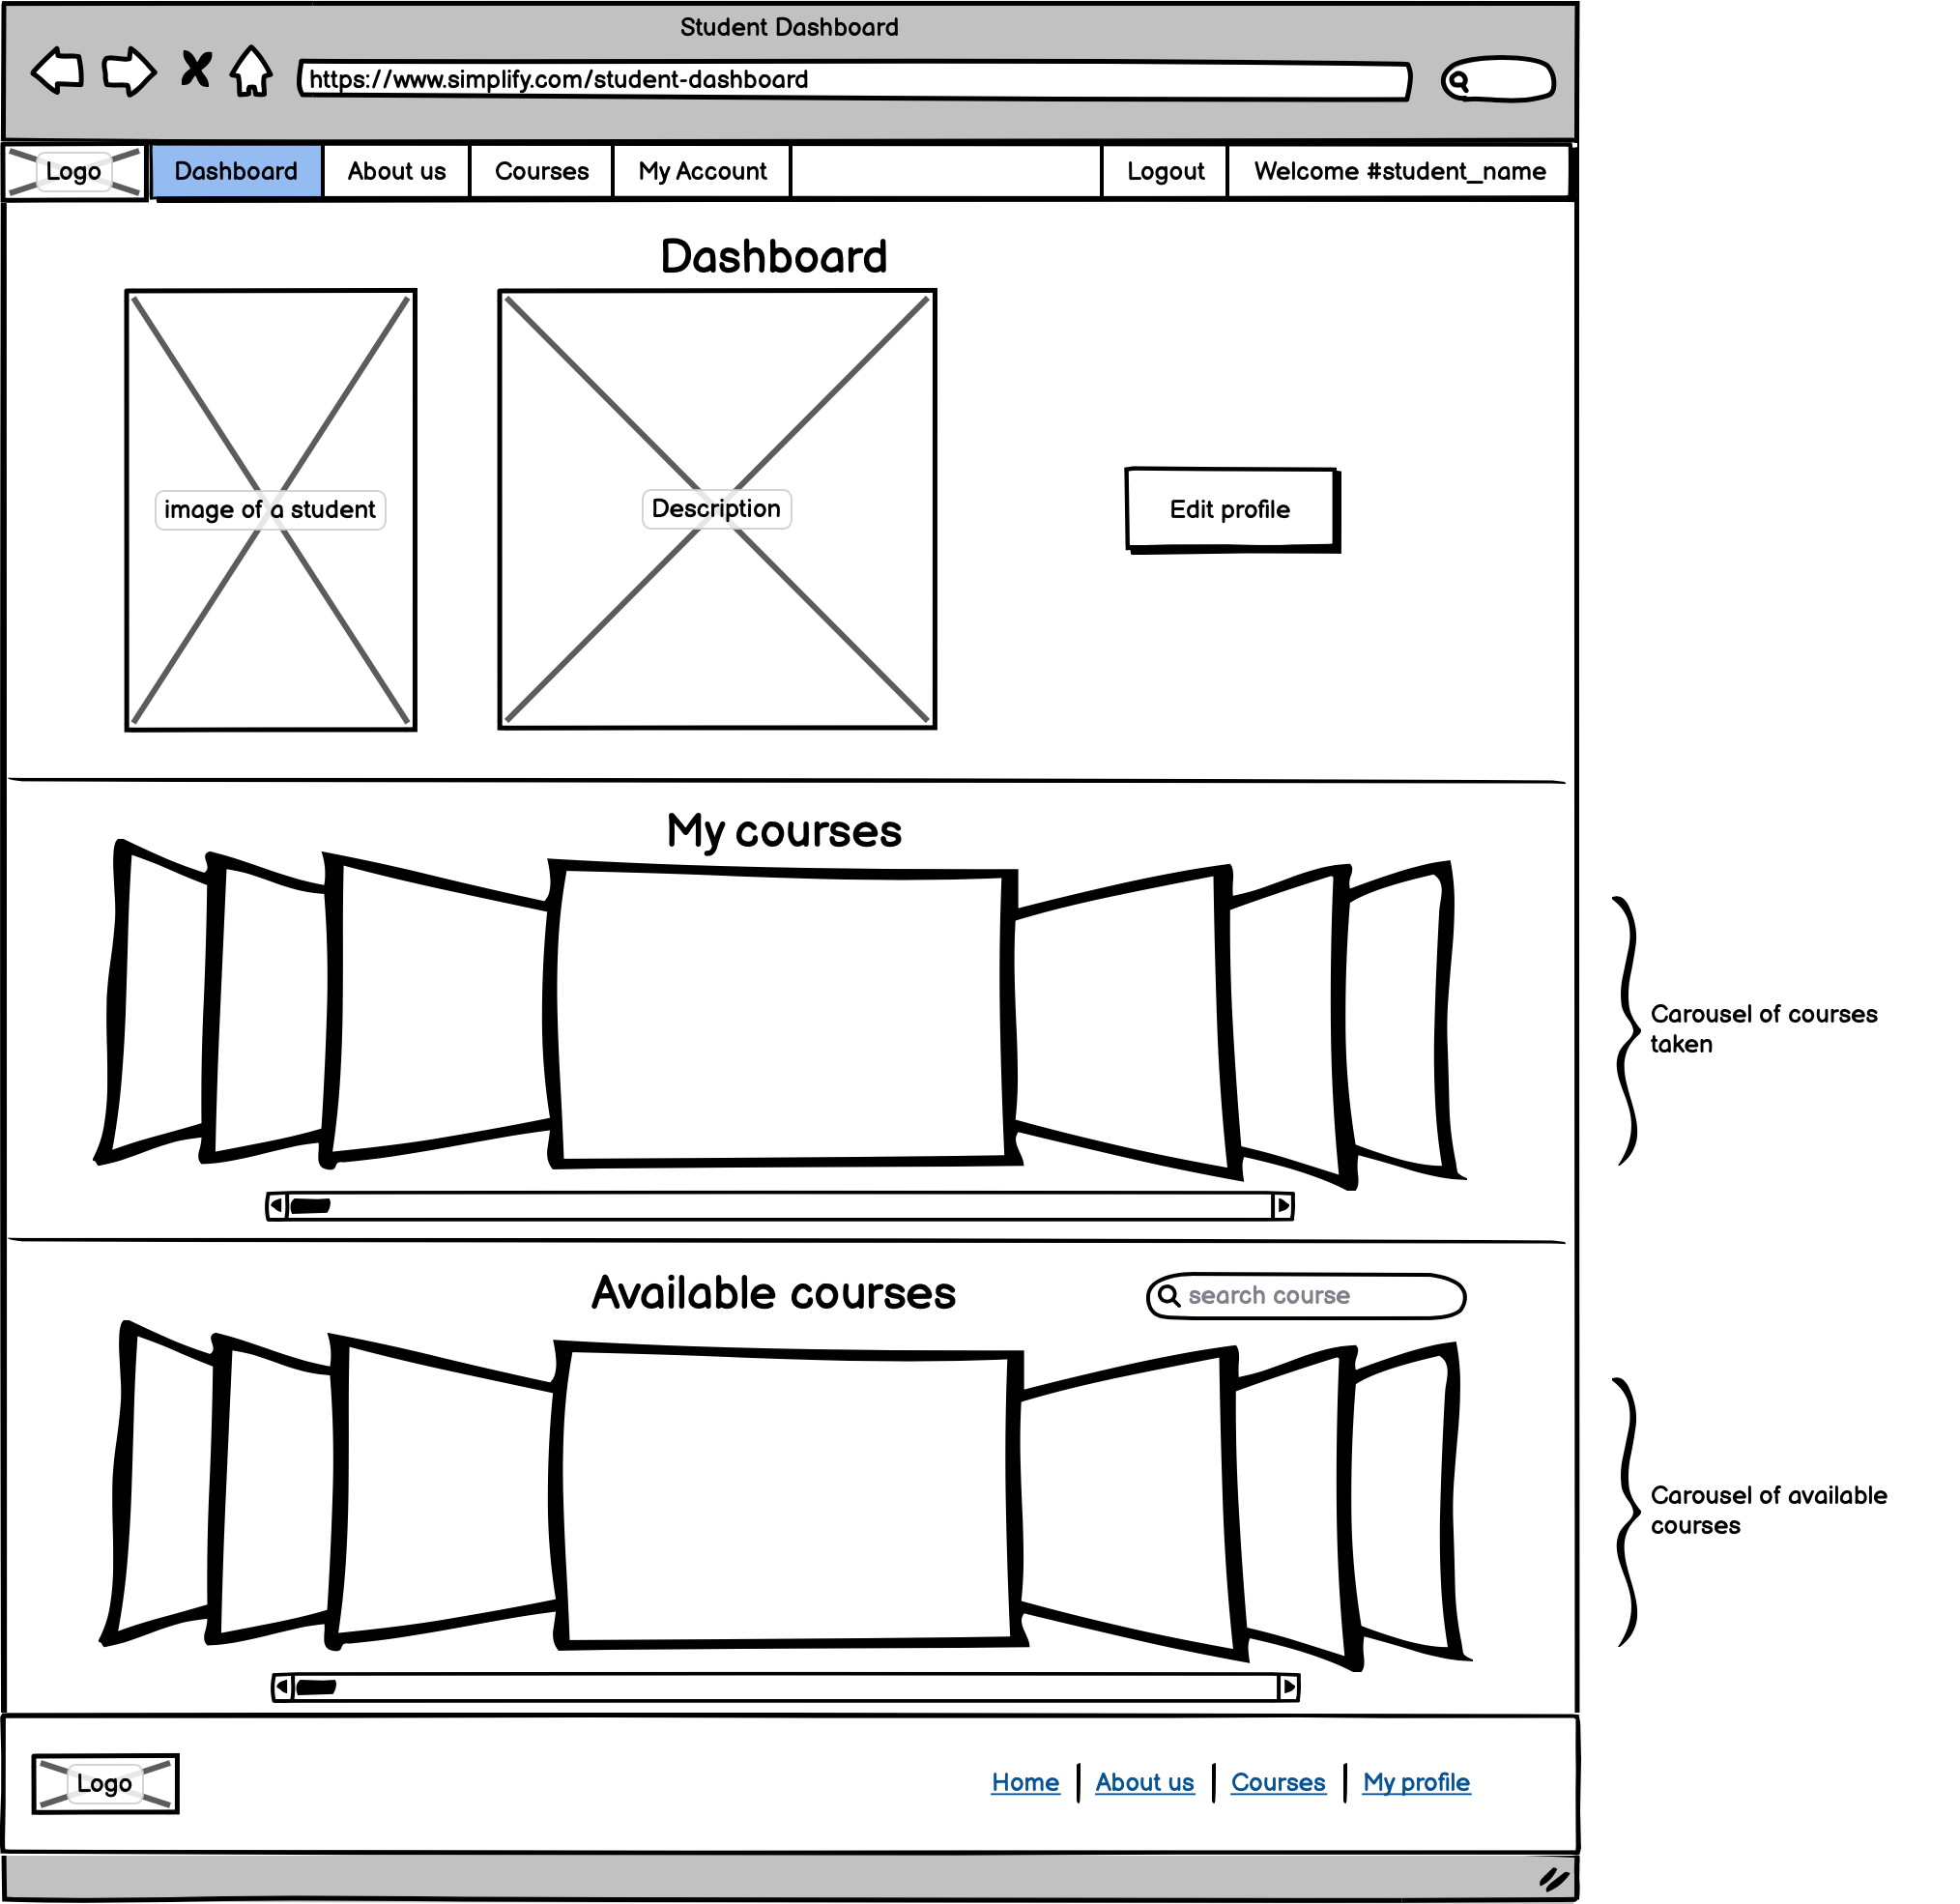 Student Dashboard
https://www.simplify.com/student-dashboard
Logo Dashboard About us Courses My Account Logout Welcome #student_name
Dashboard
image of a student
Description
Edit profile
My courses
Carousel of courses
taken
Available courses
search course
Carousel of available
courses
Logo
Home About us Courses My profile